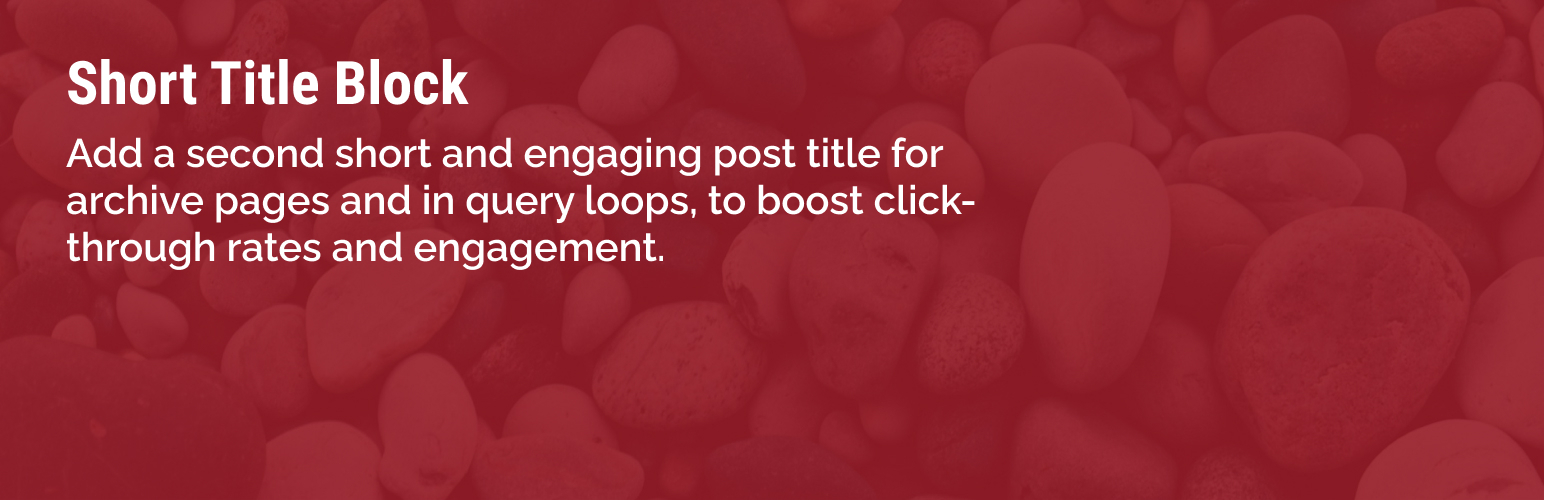 Short Title Block
Add a second short and engaging post title for
archive pages and in query loops, to boost click-
through rates and engagement.